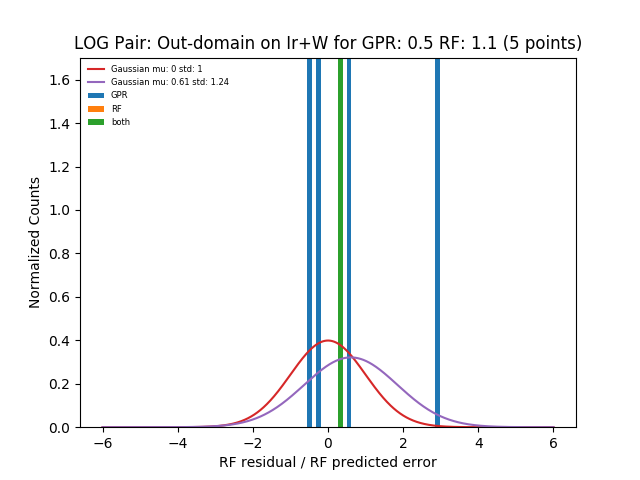 LOG Pair: Out-domain on Ir+W for GPR: 0.5 RF: 1.1 (5 points)
Gaussian mu: 0 std: 1
Gaussian mu: 0.61 std: 1.24
GPR
RF
both
1.6
1.4
1.2
1.0
0.8
0.6
0.4
0.2
0.0
Normalized Counts
−6 −4 −2 0 2 4 6
RF residual / RF predicted error